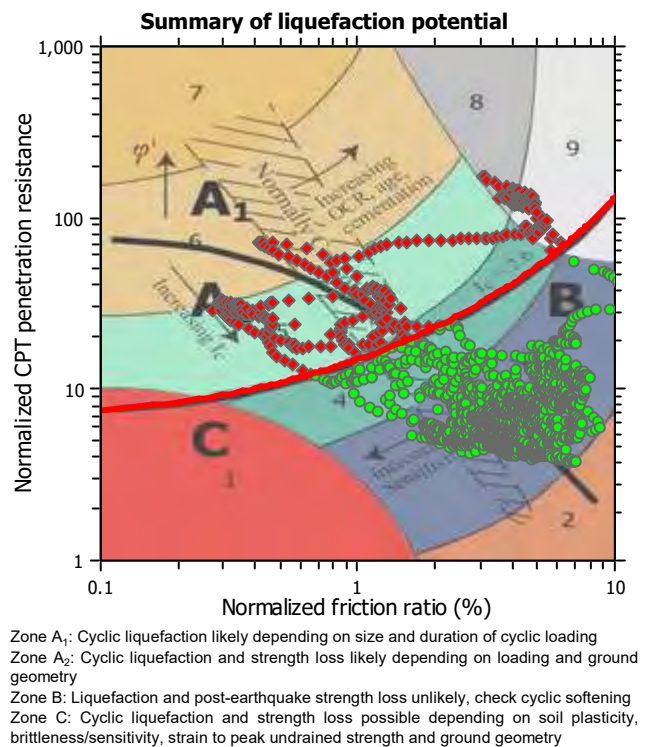 Summary of liquefaction potential
1,000
100
10
1
Normalized CPT penetration resistance
7
8
9
φ'
A1
Normally C
Increasing
OCR, age,
cementation
6
A
Increasing Ic
B
4
C
1
2
0.1
1
10
Normalized friction ratio (%)
Zone A1: Cyclic liquefaction likely depending on size and duration of cyclic loading
Zone A2: Cyclic liquefaction and strength loss likely depending on loading and ground
geometry
Zone B: Liquefaction and post-earthquake strength loss unlikely, check cyclic softening
Zone C: Cyclic liquefaction and strength loss possible depending on soil plasticity,
brittleness/sensitivity, strain to peak undrained strength and ground geometry